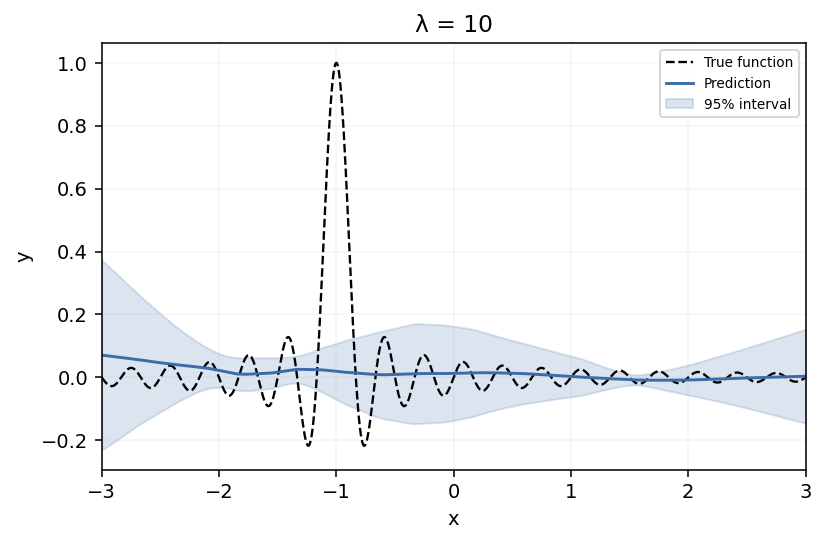 λ = 10
True function
Prediction
95% interval
y
1.0
0.8
0.6
0.4
0.2
0.0
−0.2
−3
−2
−1
0
1
2
3
x